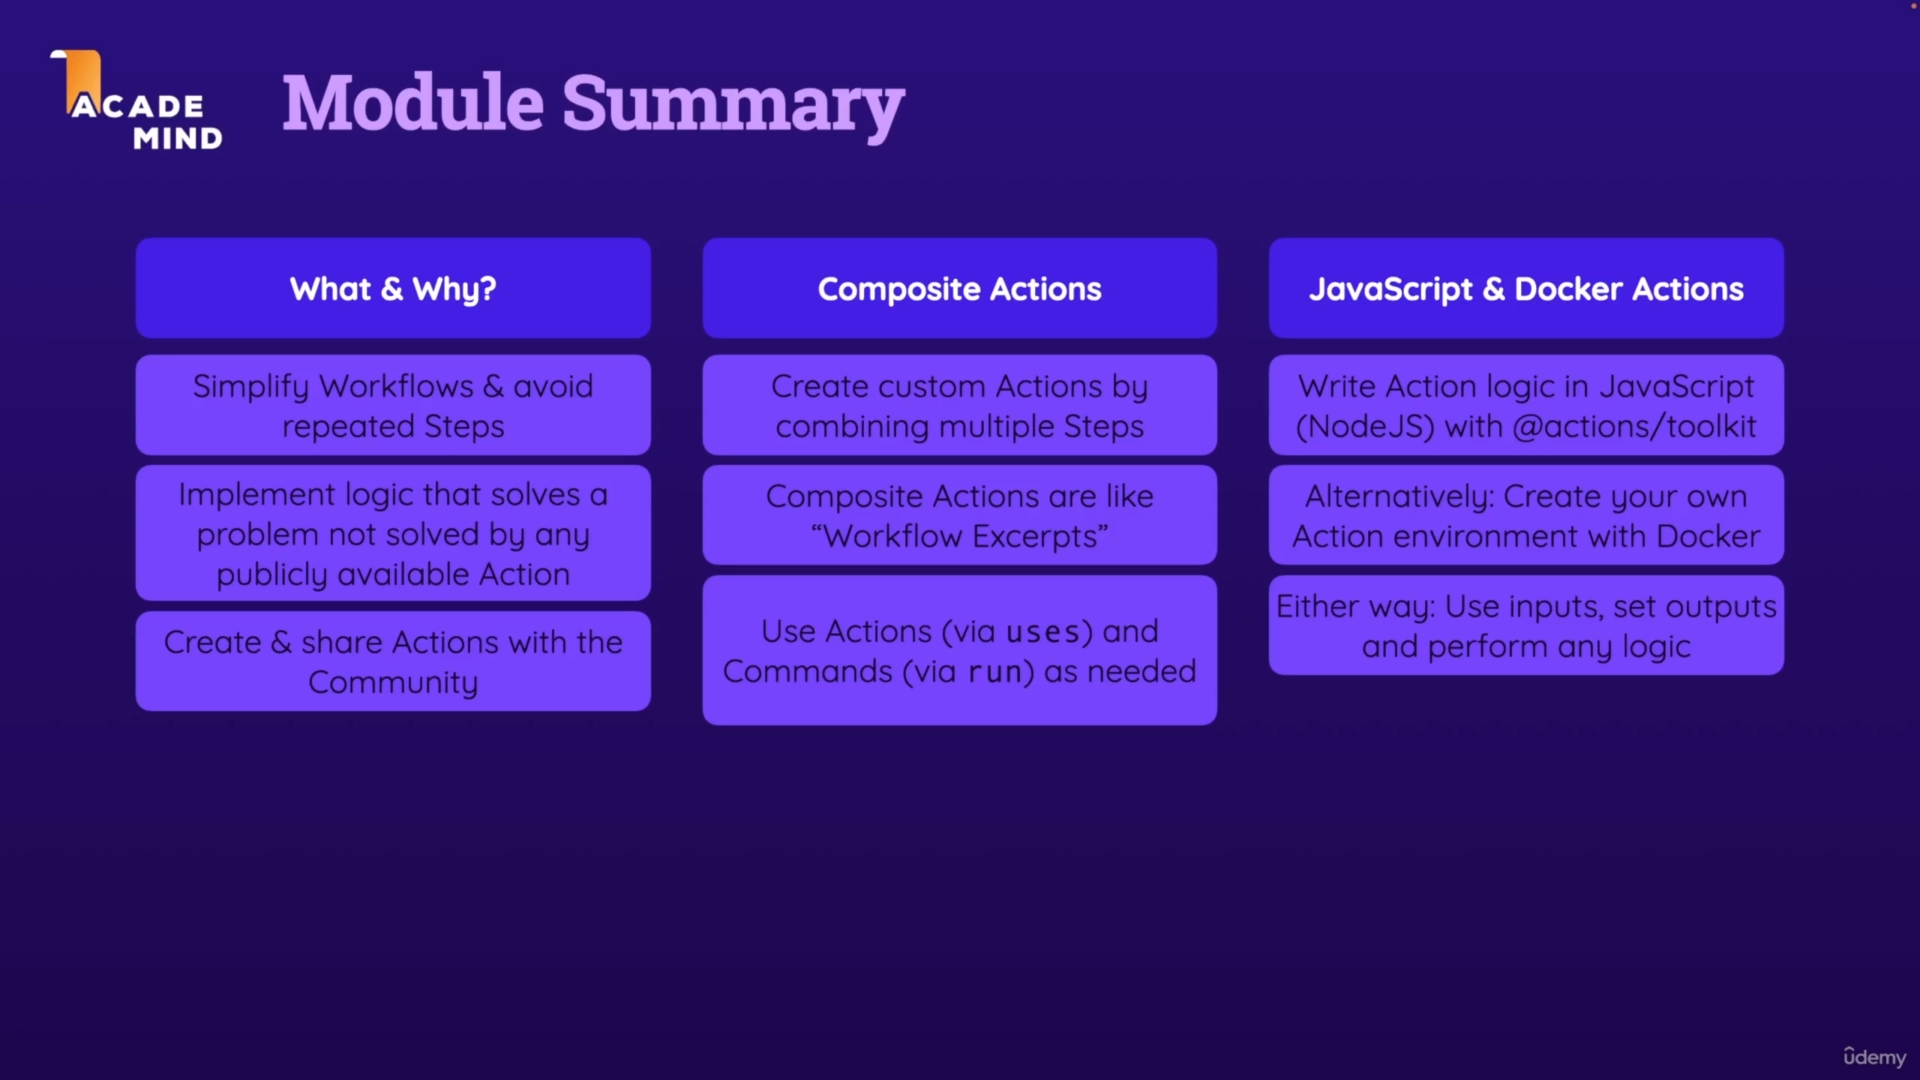 ACADE
MIND
Module Summary
What & Why?
Simplify Workflows & avoid
repeated Steps
Implement logic that solves a
problem not solved by any
publicly available Action
Create & share Actions with the
Community
Composite Actions
Create custom Actions by
combining multiple Steps
Composite Actions are like
“Workflow Excerpts”
Use Actions (via uses) and
Commands (via run) as needed
JavaScript & Docker Actions
Write Action logic in JavaScript
(NodeJS) with @actions/toolkit
Alternatively: Create your own
Action environment with Docker
Either way: Use inputs, set outputs
and perform any logic
ûdemy